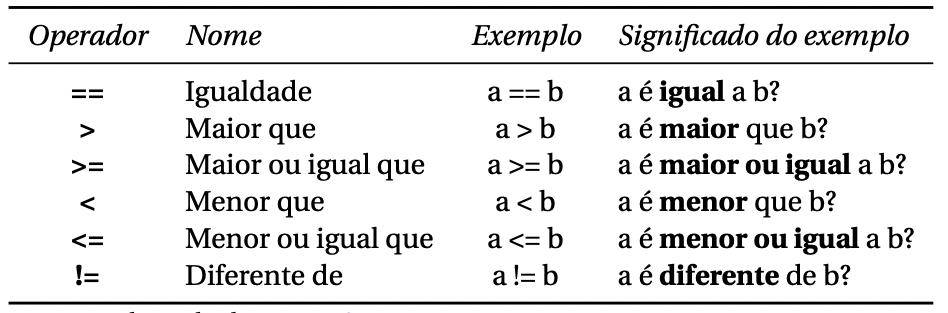 Operador Nome Exemplo Significado do exemplo
== Igualdade a == b a é igual a b?
> Maior que a > b a é maior que b?
>= Maior ou igual que a >= b a é maior ou igual a b?
< Menor que a < b a é menor que b?
<= Menor ou igual que a <= b a é menor ou igual a b?
!= Diferente de a != b a é diferente de b?